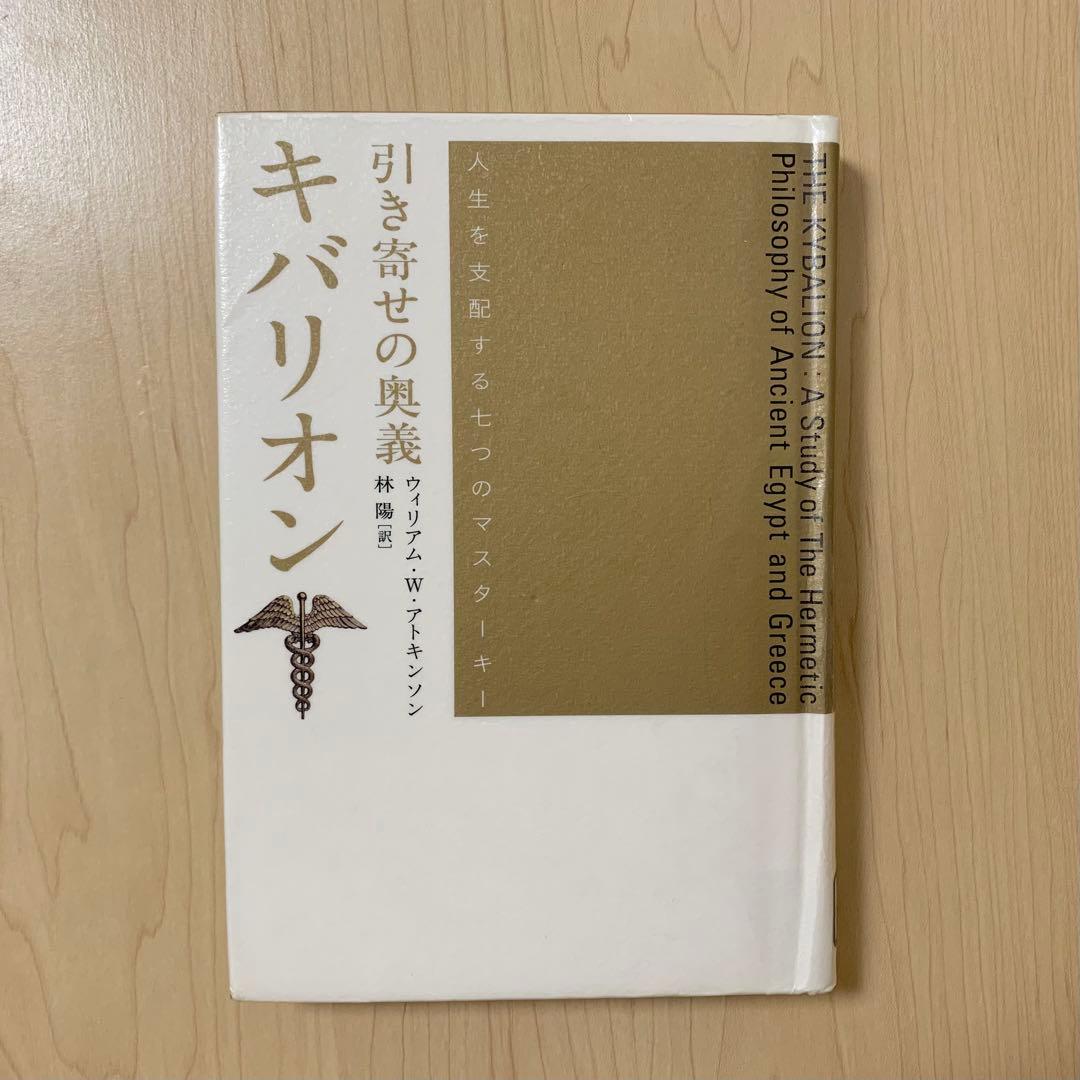 THE KYBALION : A Study of The Hermetic
Philosophy of Ancient Egypt and Greece
人生を支配する七つのマスターキー
引き寄せの奥義
キバリオン
ウィリアム・W・アトキンソン
林 陽[訳]